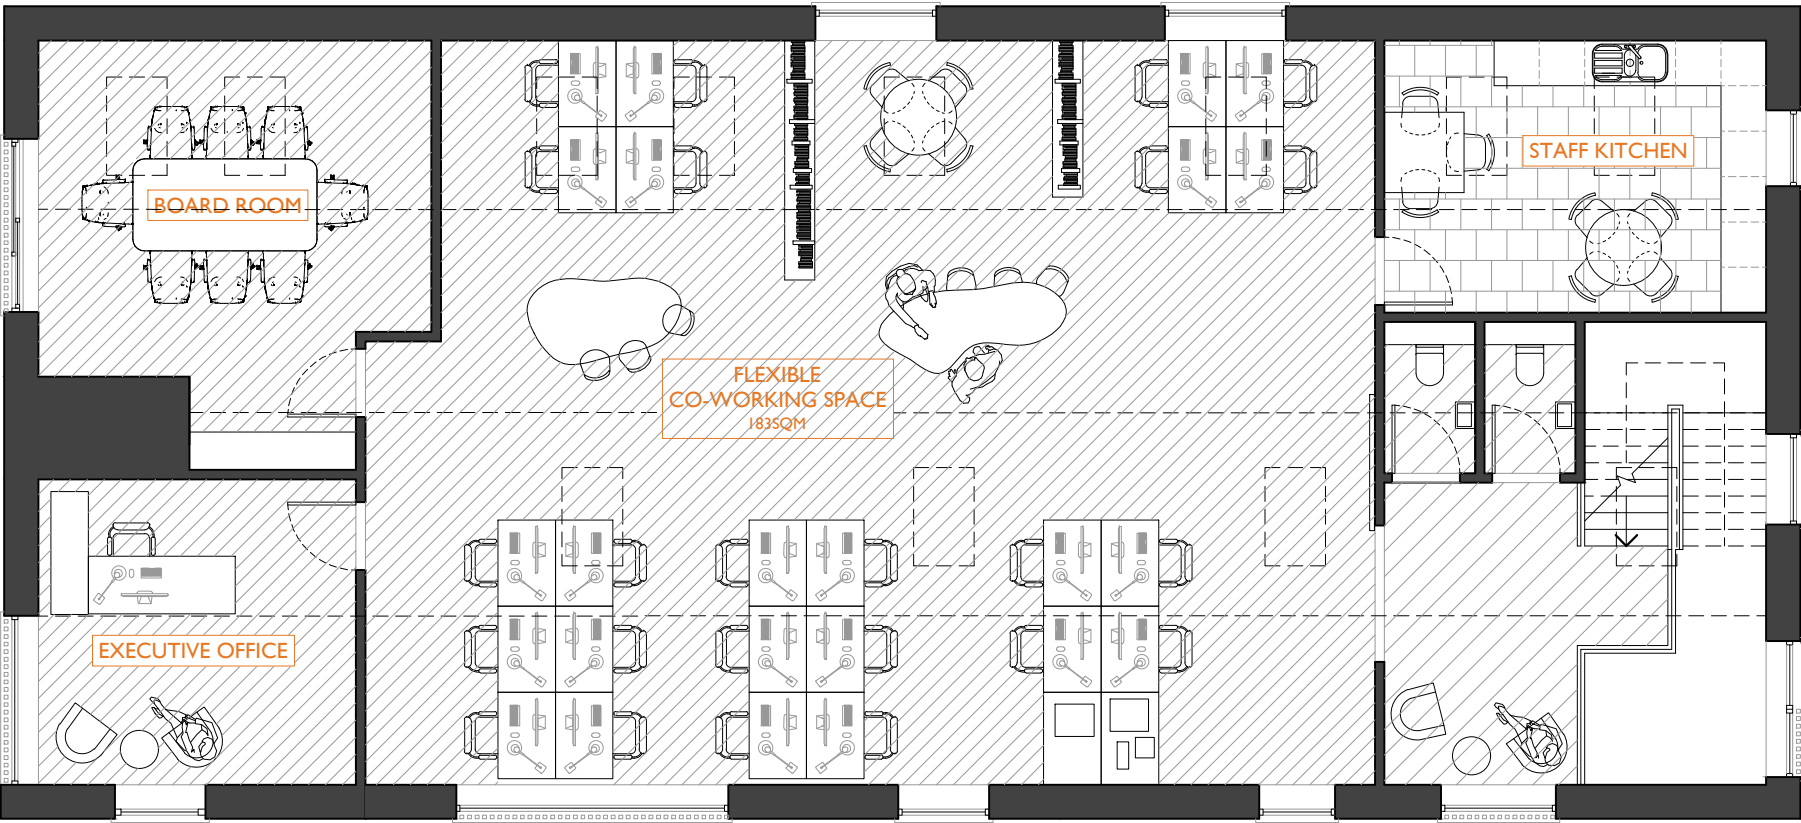 BOARD ROOM
STAFF KITCHEN
FLEXIBLE
CO-WORKING SPACE
183SQM
EXECUTIVE OFFICE